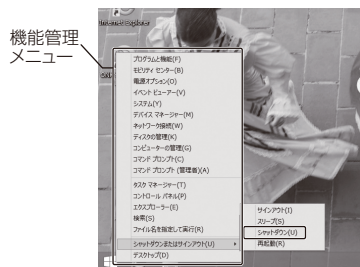 Internet Explorer
機能管理
メニュー
プログラムと機能(F)
モビリティ センター(B)
電源オプション(O)
イベント ビューアー(V)
システム(Y)
デバイス マネージャー(M)
ネットワーク接続(W)
ディスクの管理(K)
コンピューターの管理(G)
コマンド プロンプト(C)
コマンド プロンプト (管理者)(A)
タスク マネージャー(T)
コントロール パネル(P)
エクスプローラー(E)
検索(S)
ファイル名を指定して実行(R)
シャットダウンまたはサインアウト(U)
デスクトップ(D)
サインアウト(I)
スリープ(S)
シャットダウン(U)
再起動(R)